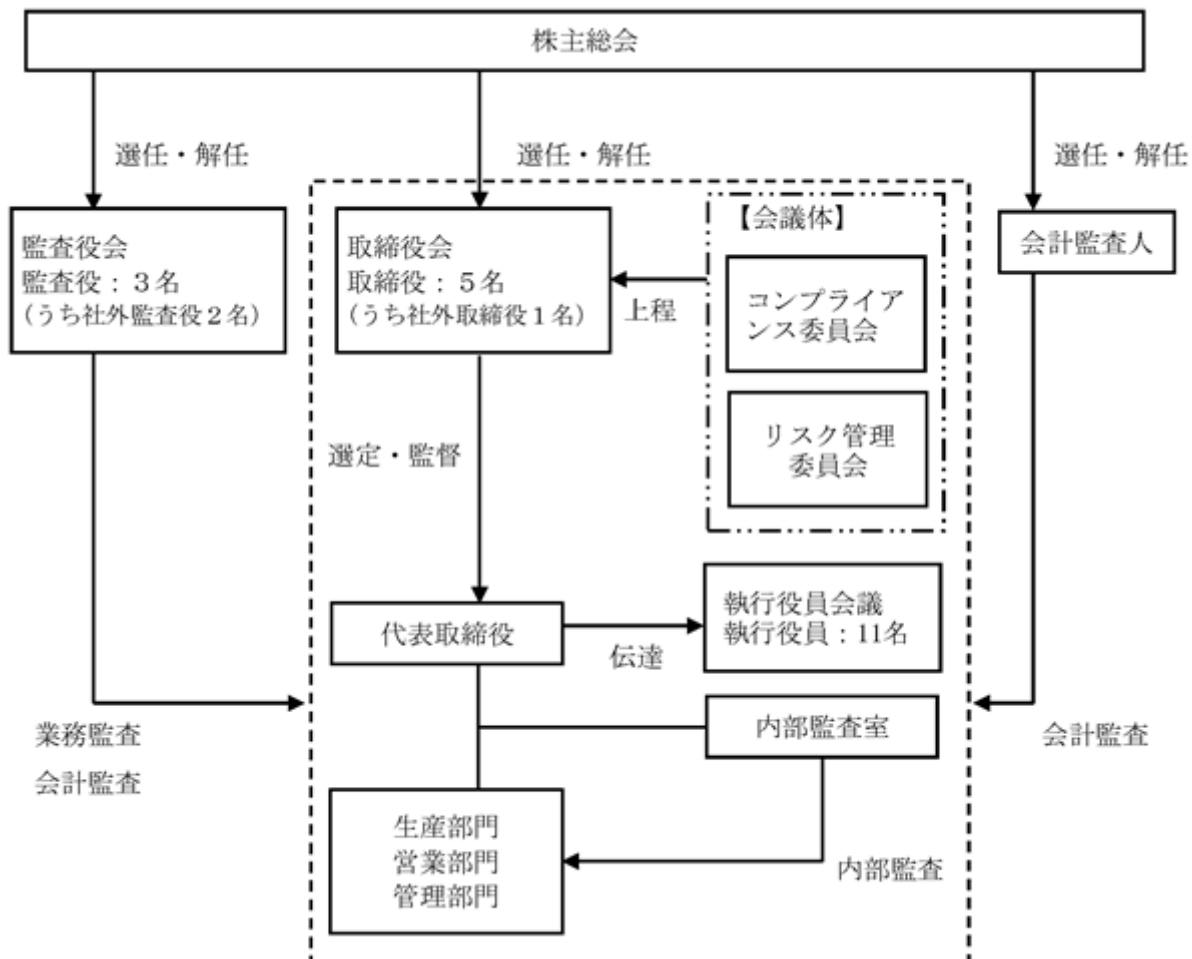 株主総会
選任・解任
選任・解任
選任・解任
監査役会
監査役：３名
（うち社外監査役２名）
取締役会
取締役：５名
（うち社外取締役１名）
上程
【会議体】
コンプライア
ンス委員会
リスク管理
委員会
会計監査人
選定・監督
代表取締役
伝達
執行役員会議
執行役員：11名
内部監査室
業務監査
会計監査
会計監査
生産部門
営業部門
管理部門
内部監査